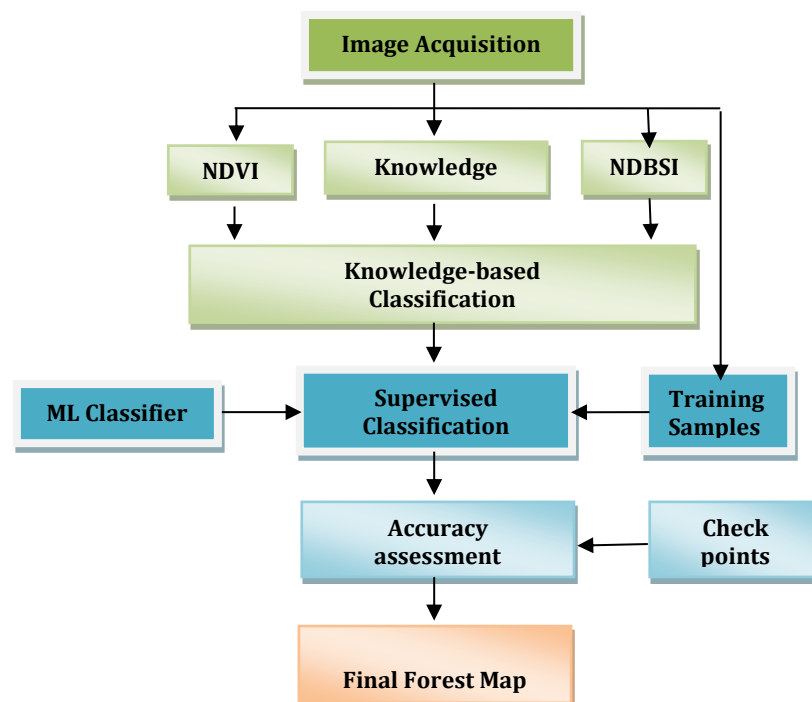 Image Acquisition
NDVI
Knowledge
NDBSI
Knowledge-based
Classification
ML Classifier
Supervised
Classification
Training
Samples
Accuracy
assessment
Check
points
Final Forest Map